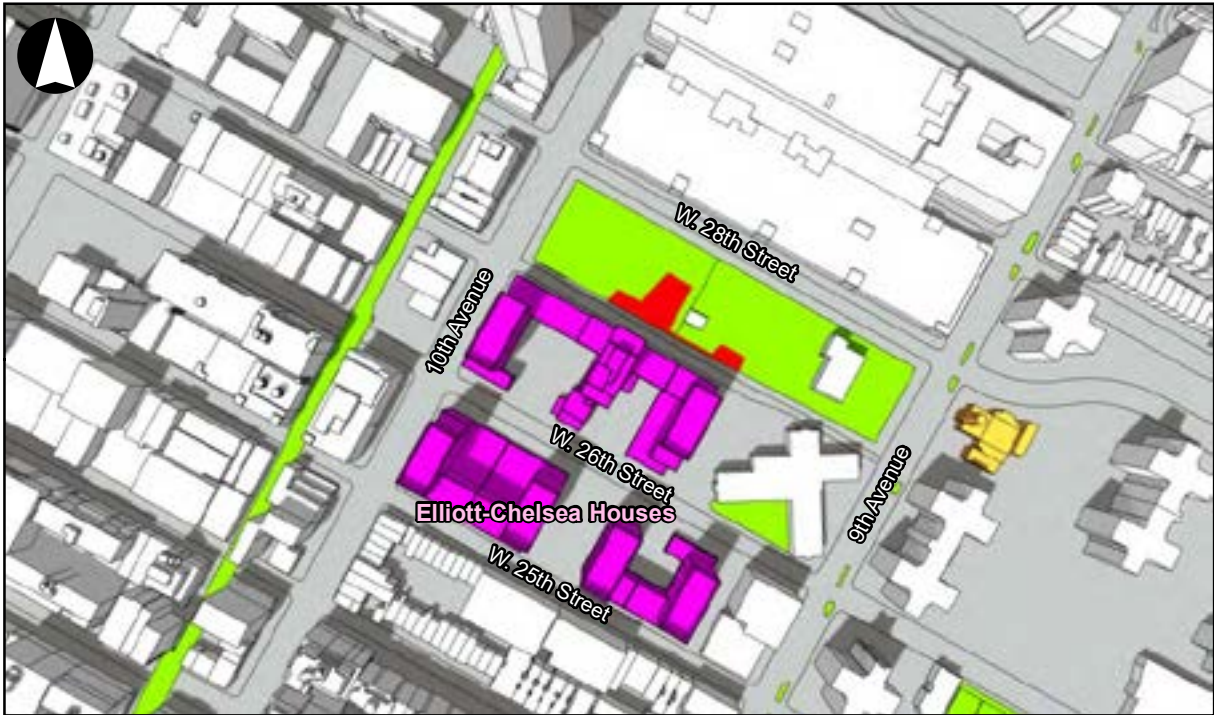 W. 28th Street
10th Avenue
W. 26th Street
9th Avenue
Elliott-Chelsea Houses
W. 25th Street